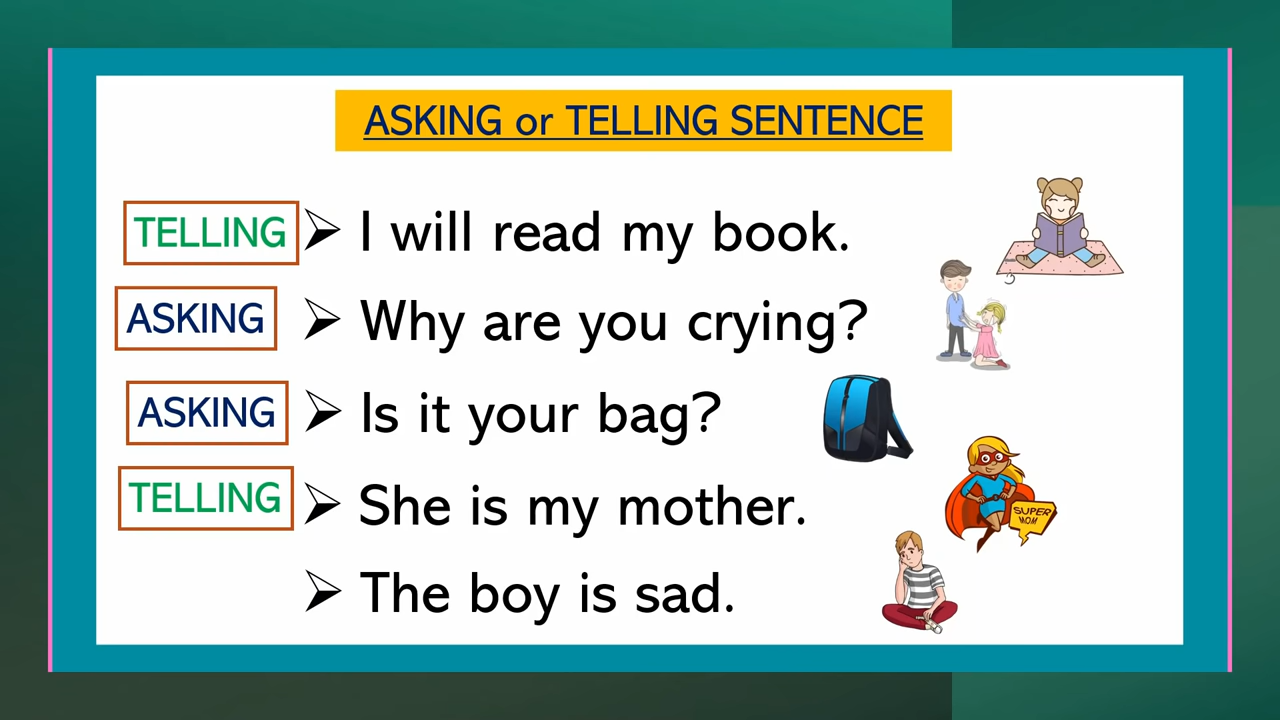 ASKING or TELLING SENTENCE
TELLING ➢ I will read my book.
ASKING ➢ Why are you crying?
ASKING ➢ Is it your bag?
TELLING ➢ She is my mother.
SUPER
MOM
➢ The boy is sad.